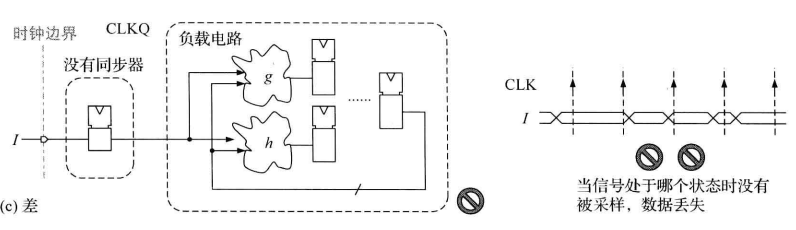 时钟边界
CLKQ
负载电路
没有同步器
g
h
......
I
(c) 差
CLK
I
当信号处于哪个状态时没有
被采样，数据丢失